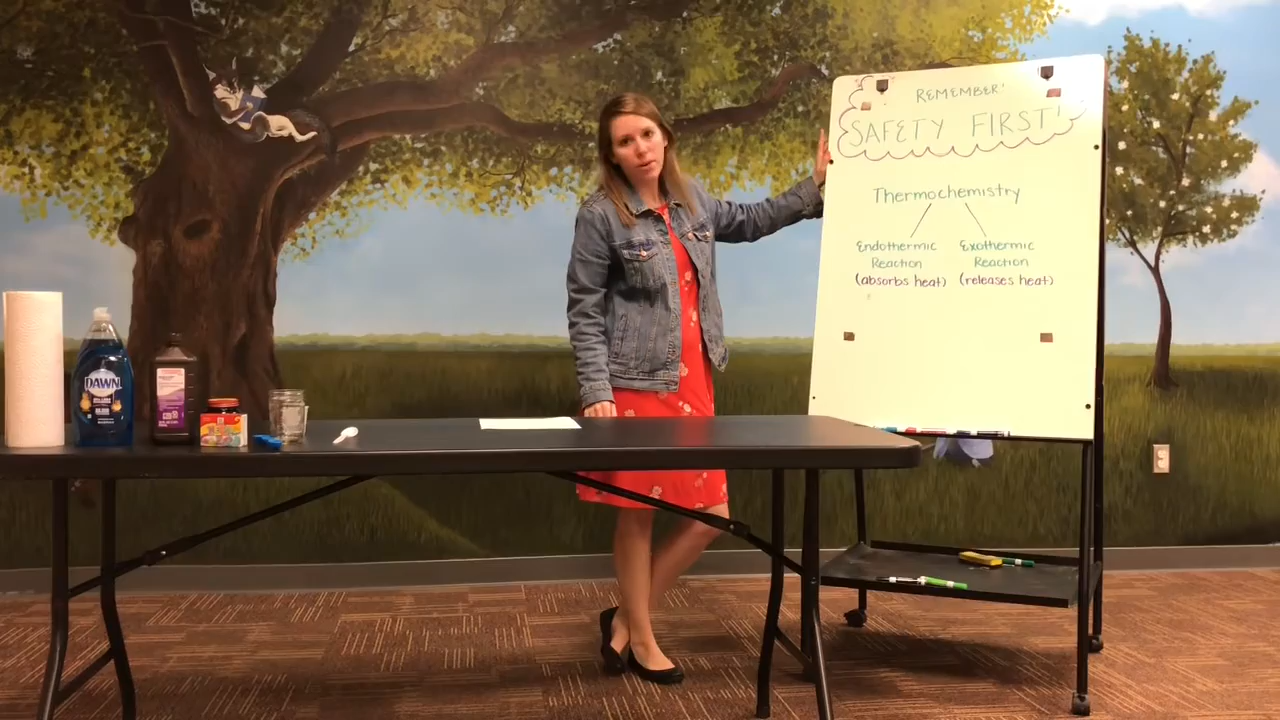 REMEMBER!
SAFETY FIRST!
Thermochemistry
Endothermic Exothermic
Reaction Reaction
(absorbs heat) (releases heat)
DAWN